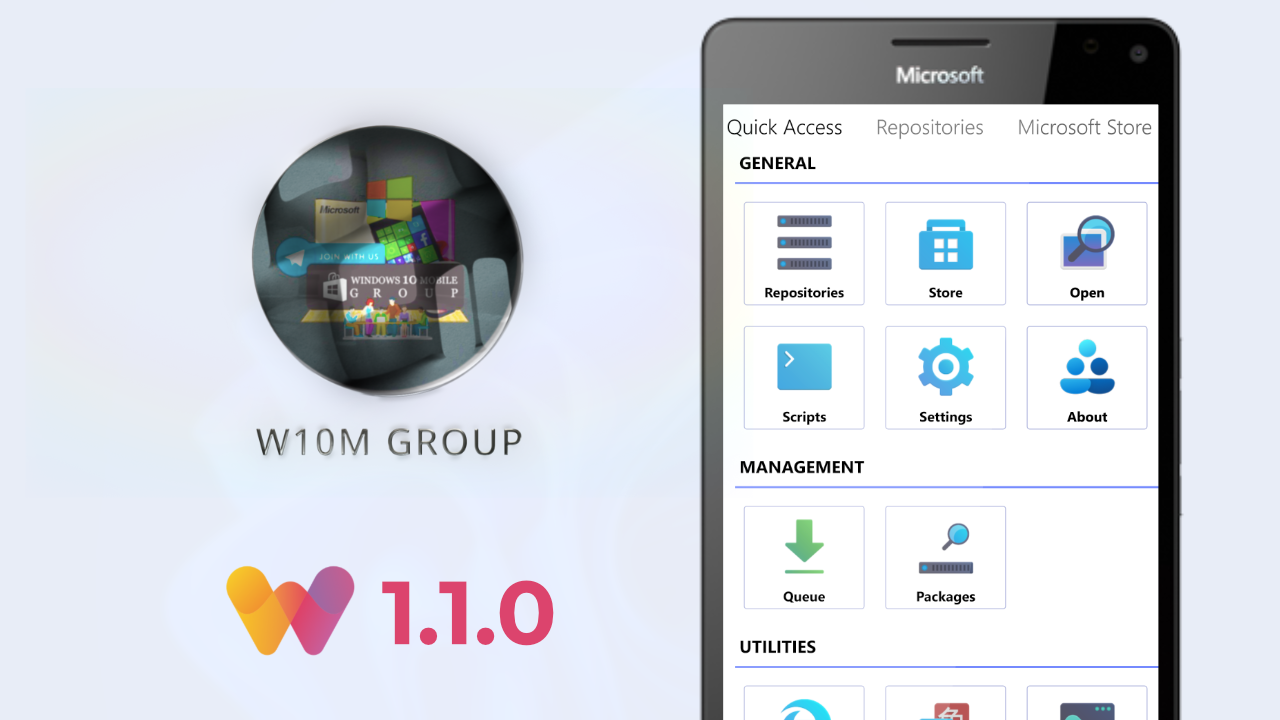 Microsoft
JOIN WITH US
WINDOWS 10 MOBILE
GROUP
W10M GROUP
1.1.0
Microsoft
Quick Access Repositories Microsoft Store
GENERAL
Repositories Store Open
Scripts Settings About
MANAGEMENT
Queue Packages
UTILITIES